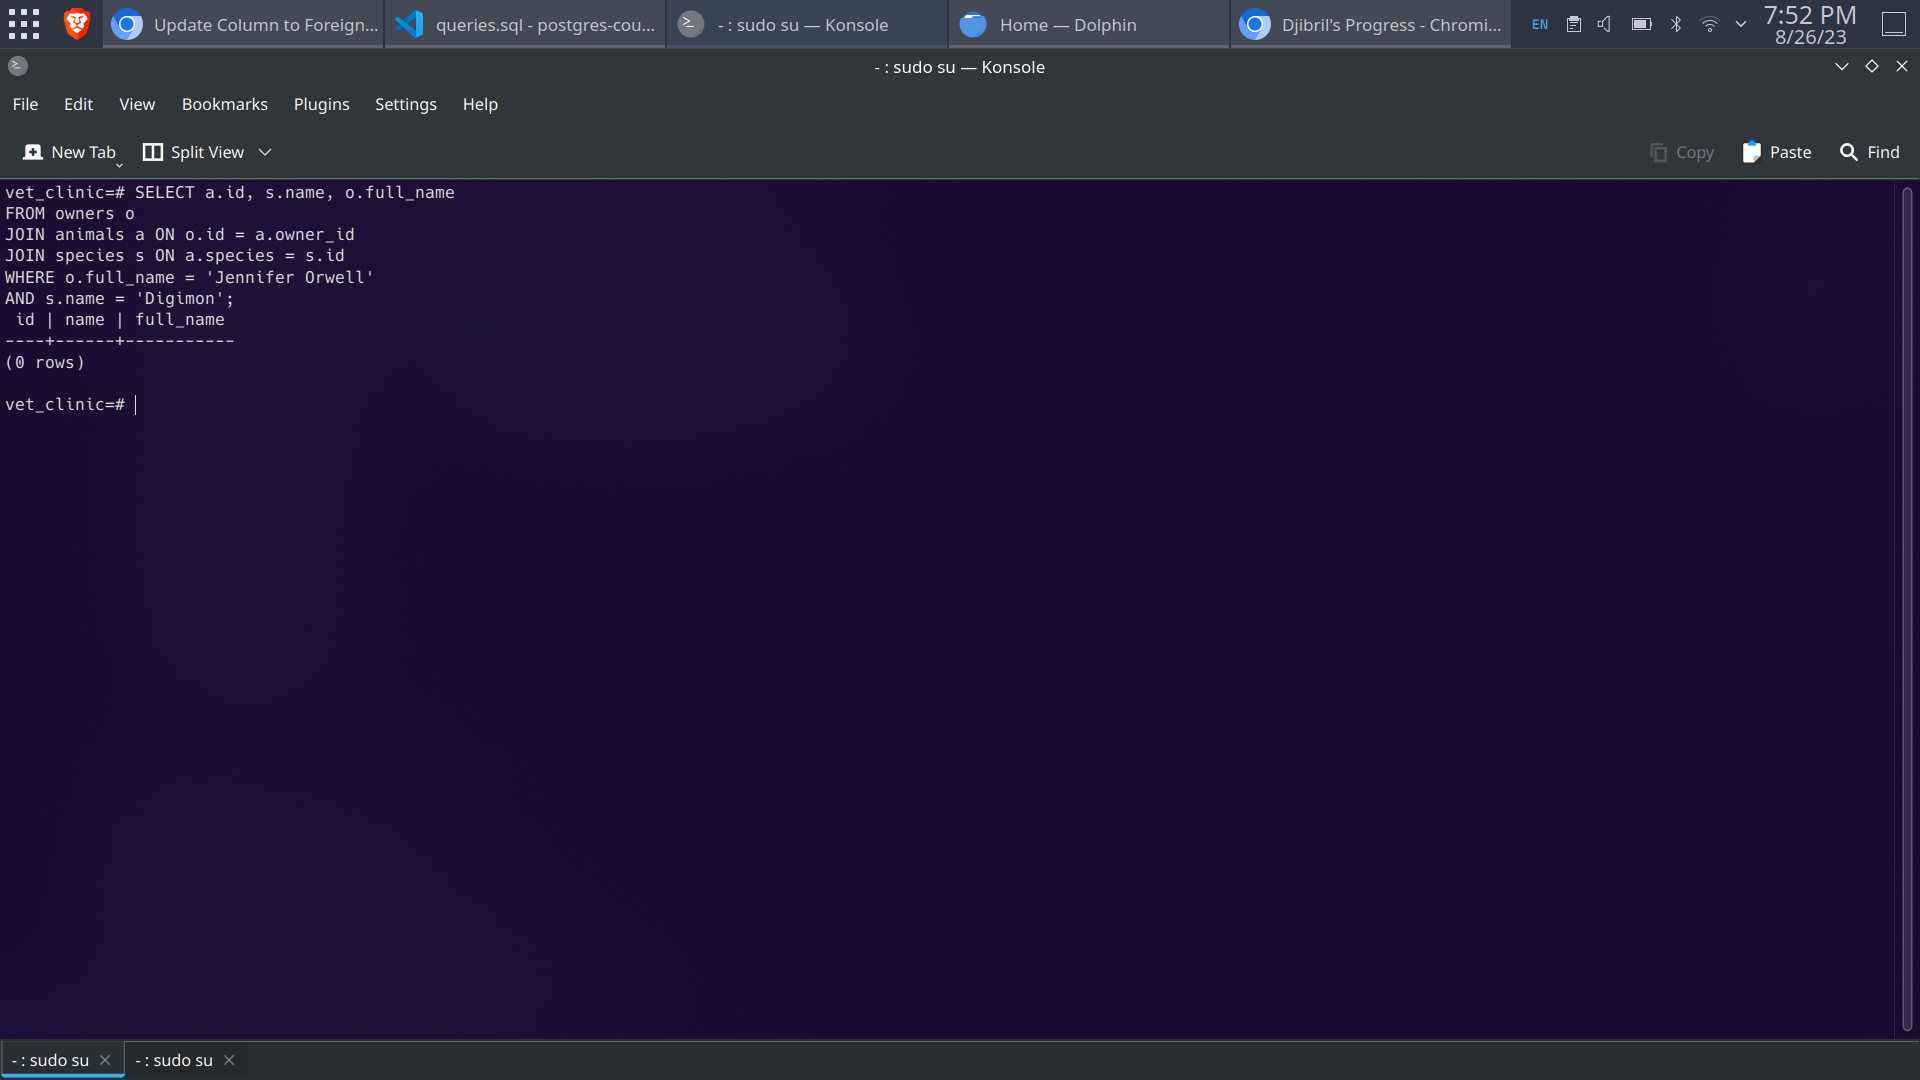 Update Column to Foreign...
queries.sql - postgres-cou...
- : sudo su — Konsole
Home — Dolphin
Djibril's Progress - Chromi...
EN
7:52 PM
8/26/23
- : sudo su — Konsole
File Edit View Bookmarks Plugins Settings Help
New Tab Split View Copy Paste Find
vet_clinic=# SELECT a.id, s.name, o.full_name
FROM owners o
JOIN animals a ON o.id = a.owner_id
JOIN species s ON a.species = s.id
WHERE o.full_name = 'Jennifer Orwell'
AND s.name = 'Digimon';
 id | name | full_name
----+------+-----------
(0 rows)
vet_clinic=#
- : sudo su
- : sudo su